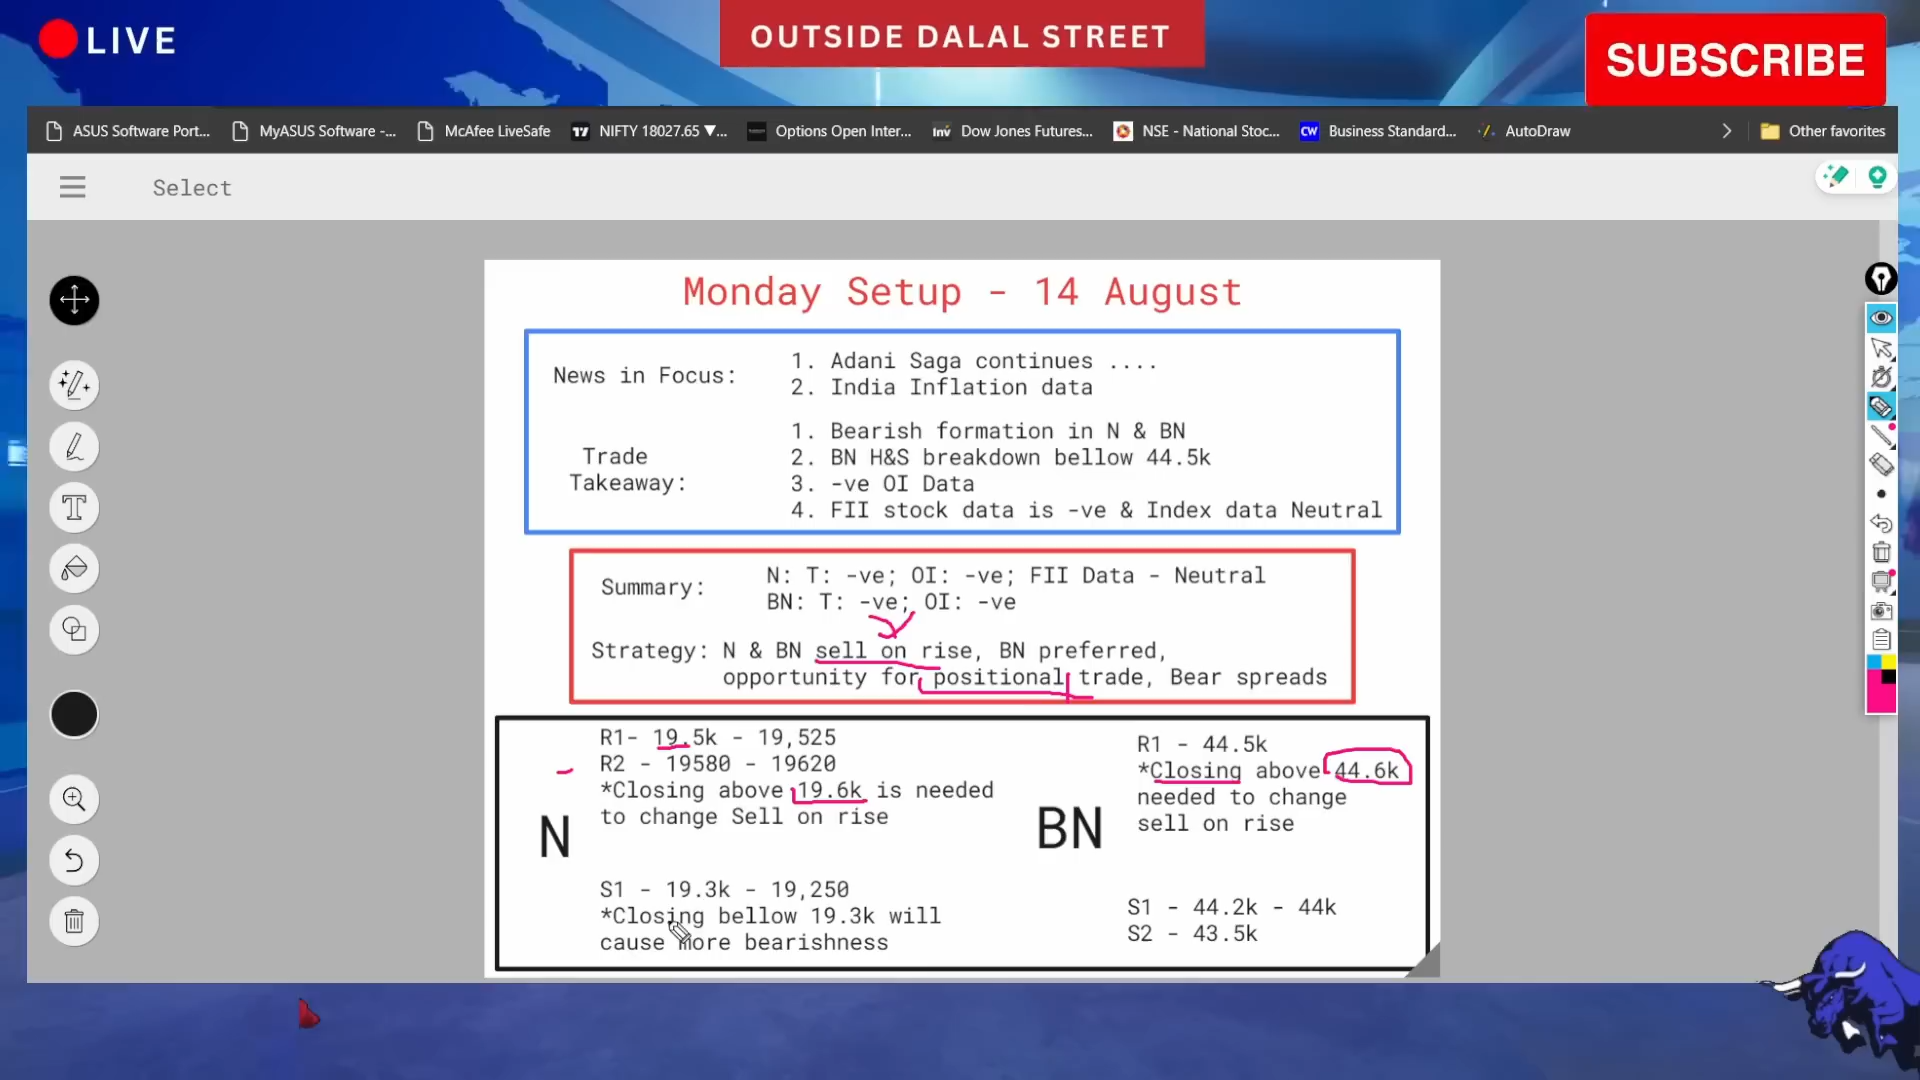 LIVE
OUTSIDE DALAL STREET
SUBSCRIBE
ASUS Software Port... MyASUS Software -... McAfee LiveSafe NIFTY 18027.65 ▼... Options Open Inter... Dow Jones Futures... NSE - National Stoc... CW Business Standard... AutoDraw Other favorites
Select
Monday Setup - 14 August
News in Focus:
1. Adani Saga continues ....
2. India Inflation data
Trade
Takeaway:
1. Bearish formation in N & BN
2. BN H&S breakdown bellow 44.5k
3. -ve OI Data
4. FII stock data is -ve & Index data Neutral
Summary:
N: T: -ve; OI: -ve; FII Data - Neutral
BN: T: -ve; OI: -ve
Strategy: N & BN sell on rise, BN preferred,
opportunity for positional trade, Bear spreads
N
R1- 19.5k - 19,525
R2 - 19580 - 19620
*Closing above 19.6k is needed
to change Sell on rise
S1 - 19.3k - 19,250
*Closing bellow 19.3k will
cause more bearishness
BN
R1 - 44.5k
*Closing above 44.6k
needed to change
sell on rise
S1 - 44.2k - 44k
S2 - 43.5k